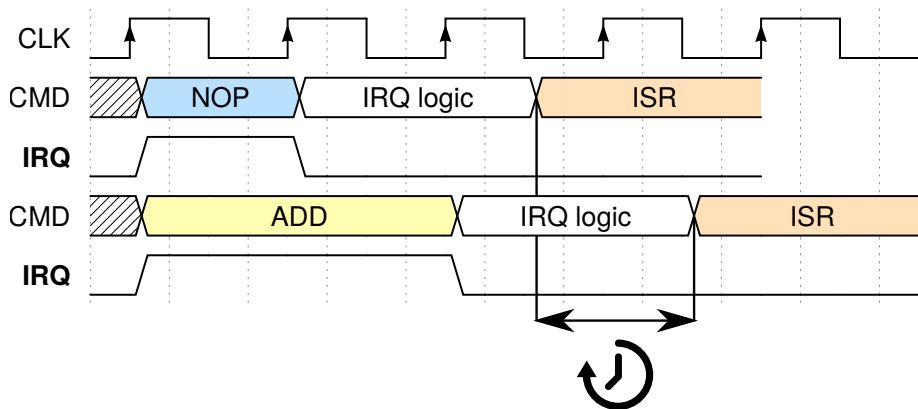 CLK
CMD NOP IRQ logic ISR
IRQ
CMD ADD IRQ logic ISR
IRQ